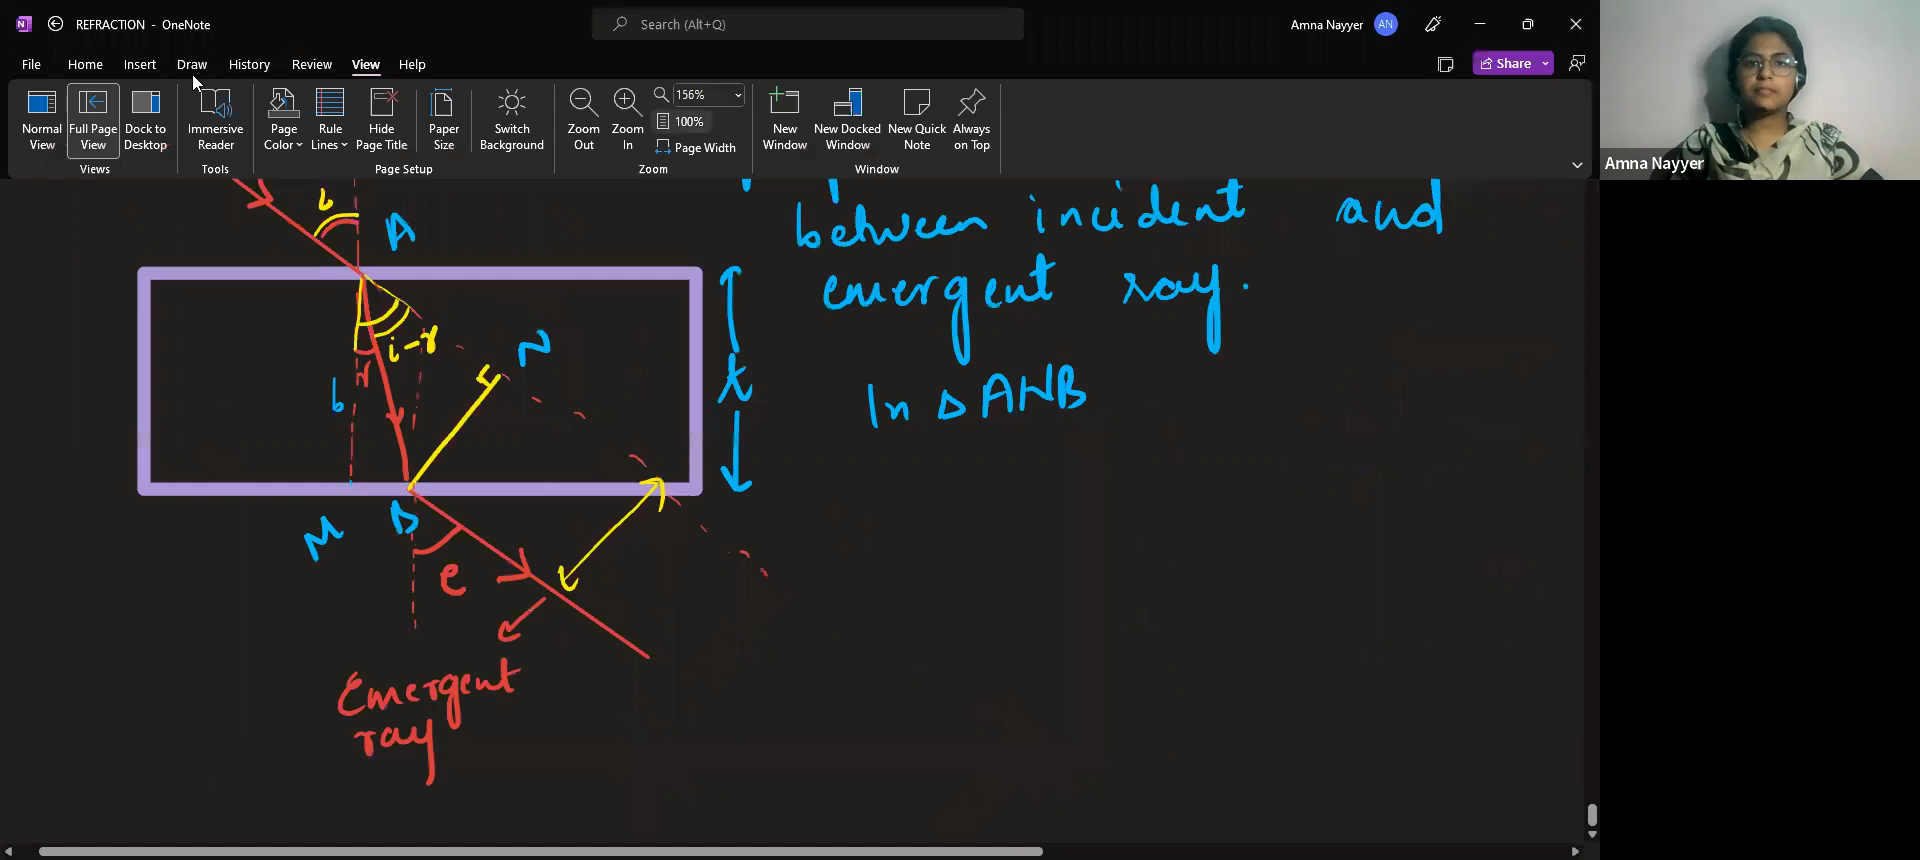 REFRACTION - OneNote
Search (Alt+Q)
Amna Nayyer
AN
File Home Insert Draw History Review View Help
Share
Normal View
Full Page View
Dock to Desktop
Immersive Reader
Page Color
Rule Lines
Hide Page Title
Paper Size
Switch Background
Zoom Out
Zoom In
156%
100%
Page Width
New Window
New Docked Window
New Quick Note
Always on Top
Views
Tools
Page Setup
Zoom
Window
Amna Nayyer
between incident and
emergent ray.
In Δ ANB
i
A
i-r
r
N
t
M
B
e
Emergent
ray